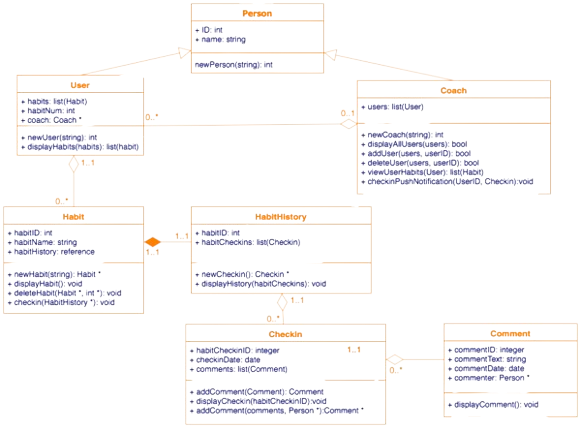 Person
+ ID: int
+ name: string
newPerson(string): int
User
+ habits: list(Habit)
+ habitNum: int
+ coach: Coach *
+ newUser(string): int
+ displayHabits(habits): list(habit)
0..*
0..1
Coach
+ users: list(User)
+ newCoach(string): int
+ displayAllUsers(users): bool
+ addUser(users, userID): bool
+ deleteUser(users, userID): bool
+ viewUserHabits(User): list(Habit)
+ checkinPushNotification(UserID, Checkin):void
1..1
0..*
Habit
+ habitID: int
+ habitName: string
+ habitHistory: reference
+ newHabit(string): Habit *
+ displayHabit(): void
+ deleteHabit(Habit *, int *): void
+ checkin(HabitHistory *): void
1..1
1..1
HabitHistory
+ habitID: int
+ habitCheckins: list(Checkin)
+ newCheckin(): Checkin *
+ displayHistory(habitCheckins): void
1..1
0..*
Checkin
+ habitCheckinID: integer
+ checkinDate: date
+ comments: list(Comment)
+ addComment(Comment): Comment
+ displayCheckin(habitCheckinID):void
+ addComment(comments, Person *):Comment *
1..1
0..*
Comment
+ commentID: integer
+ commentText: string
+ commentDate: date
+ commenter: Person *
+ displayComment(): void